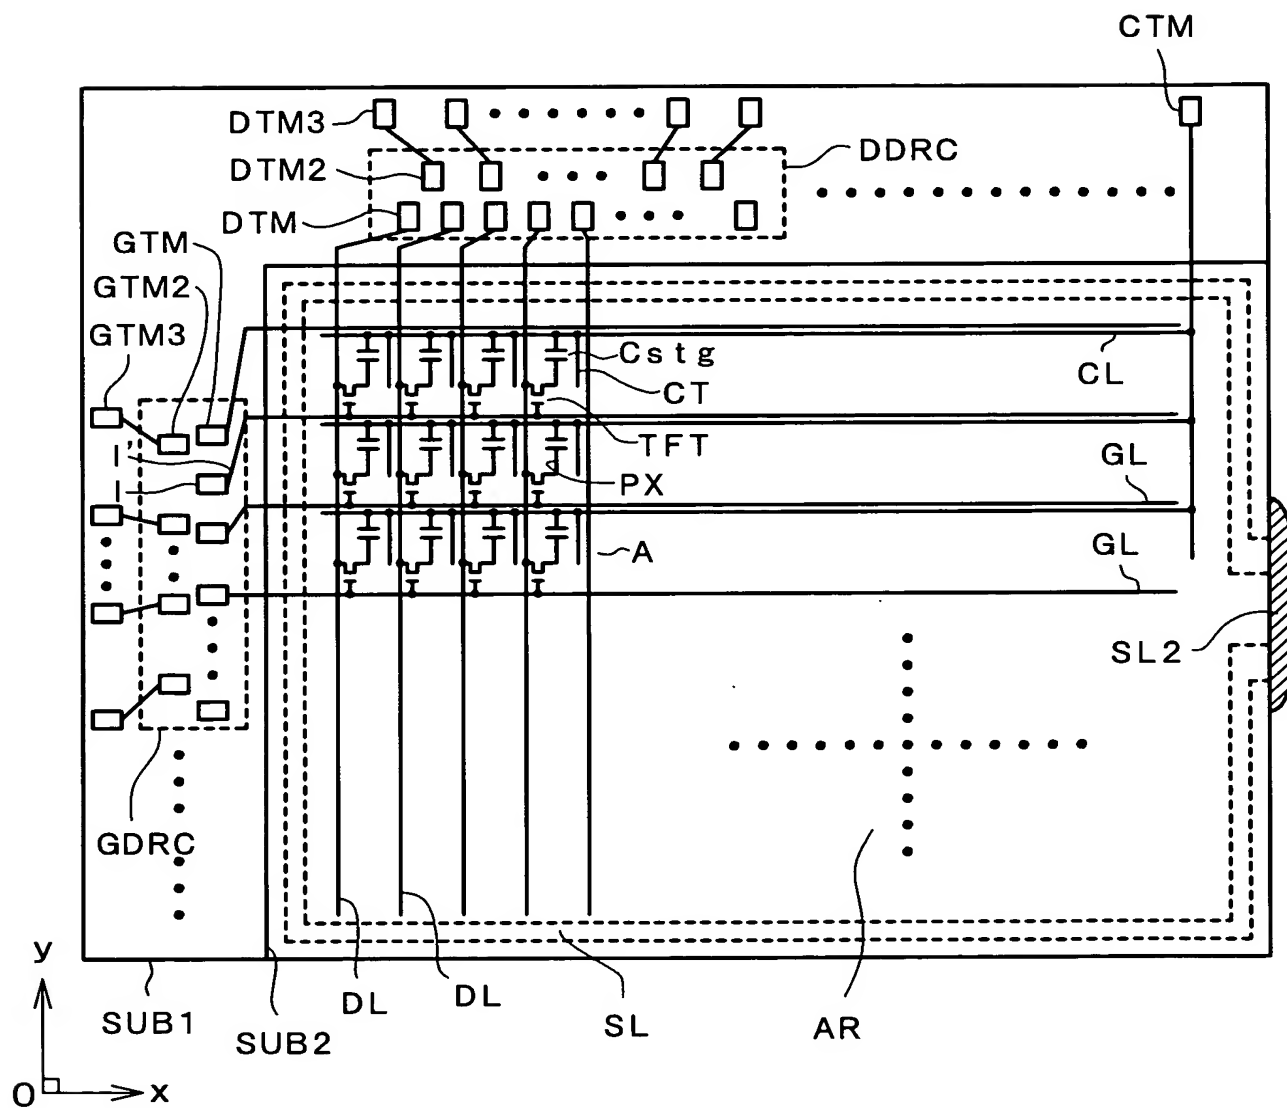 CTM
DTM3
DTM2
DTM
DDRC
GTM
GTM2
GTM3
Cstg
CT
CL
TFT
I'
I
PX
GL
A
GL
SL2
GDRC
y
SUB1
SUB2
DL
DL
SL
AR
O
x